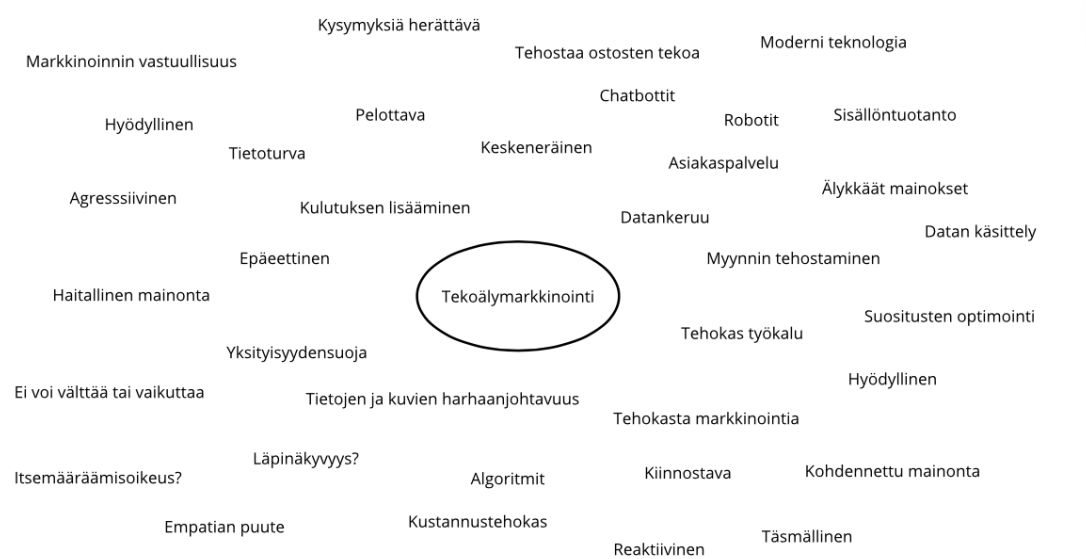 Kysymyksiä herättävä
Moderni teknologia
Tehostaa ostosten tekoa
Markkinoinnin vastuullisuus
Chatbottit
Pelottava
Sisällöntuotanto
Robotit
Hyödyllinen
Keskeneräinen
Tietoturva
Asiakaspalvelu
Älykkäät mainokset
Agresssiivinen
Kulutuksen lisääminen
Datankeruu
Datan käsittely
Epäeettinen
Myynnin tehostaminen
Haitallinen mainonta
Tekoälymarkkinointi
Suositusten optimointi
Tehokas työkalu
Yksityisyydensuoja
Hyödyllinen
Ei voi välttää tai vaikuttaa
Tietojen ja kuvien harhaanjohtavuus
Tehokasta markkinointia
Läpinäkyvyys?
Kohdennettu mainonta
Kiinnostava
Itsemääräämisoikeus?
Algoritmit
Kustannustehokas
Empatian puute
Täsmällinen
Reaktiivinen